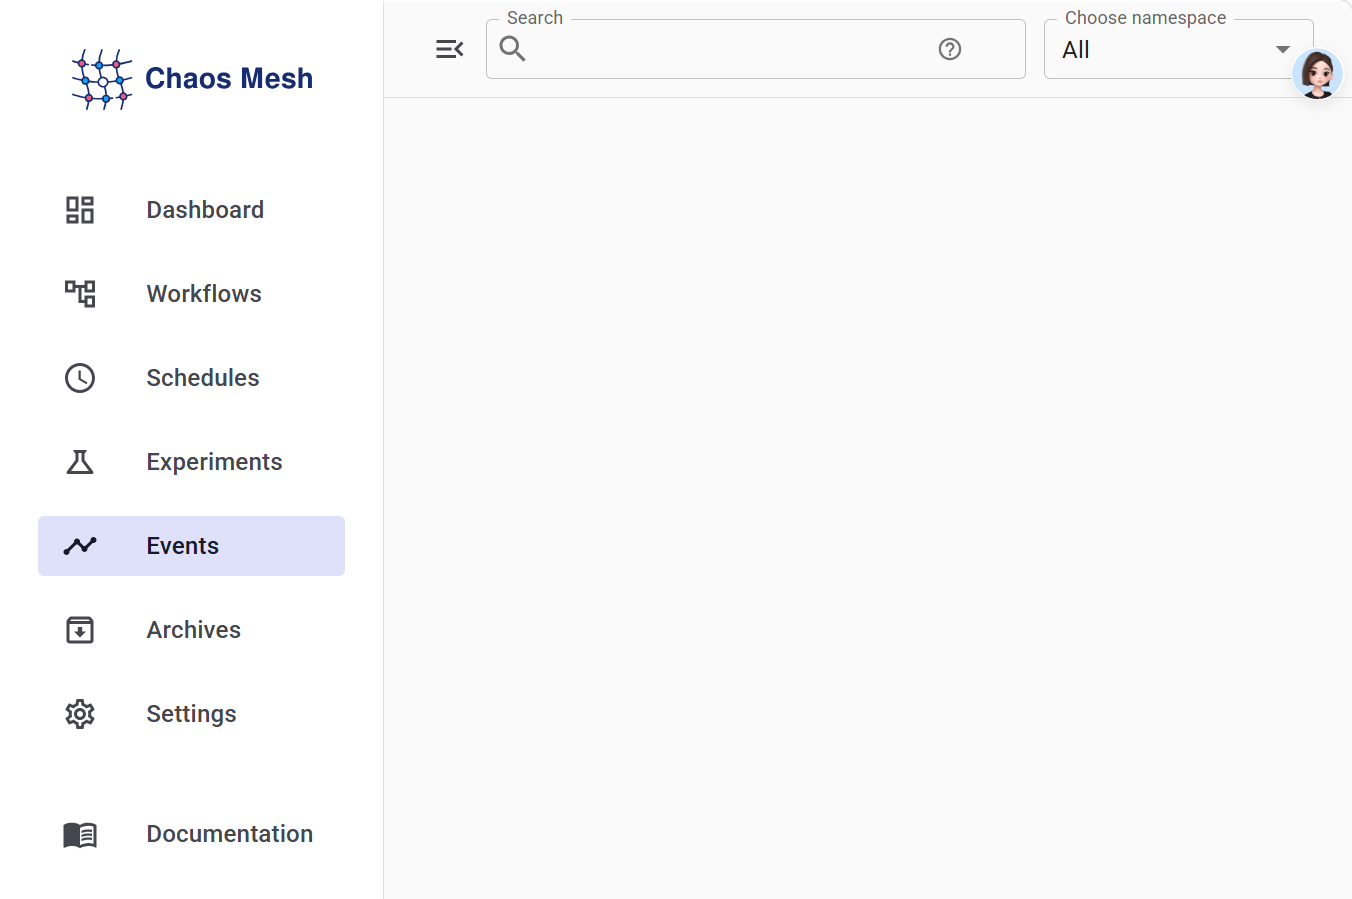 Chaos Mesh
Dashboard
Workflows
Schedules
Experiments
Events
Archives
Settings
Documentation
Search
Choose namespace
All